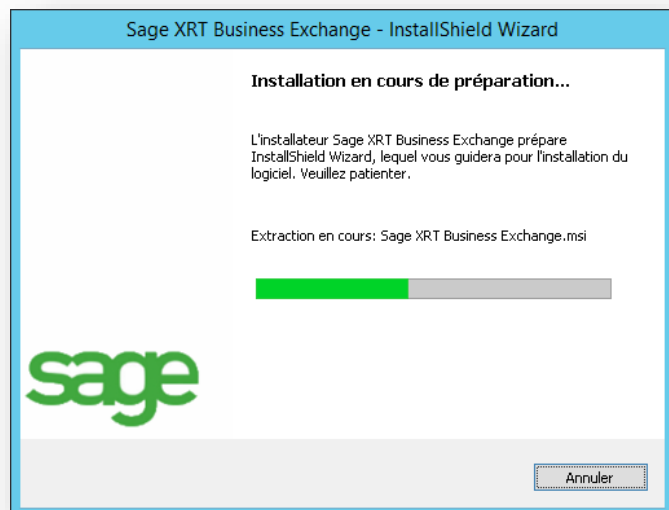 Sage XRT Business Exchange - InstallShield Wizard
Installation en cours de préparation...
L'installateur Sage XRT Business Exchange prépare
InstallShield Wizard, lequel vous guidera pour l'installation du
logiciel. Veuillez patienter.
Extraction en cours: Sage XRT Business Exchange.msi
sage
Annuler